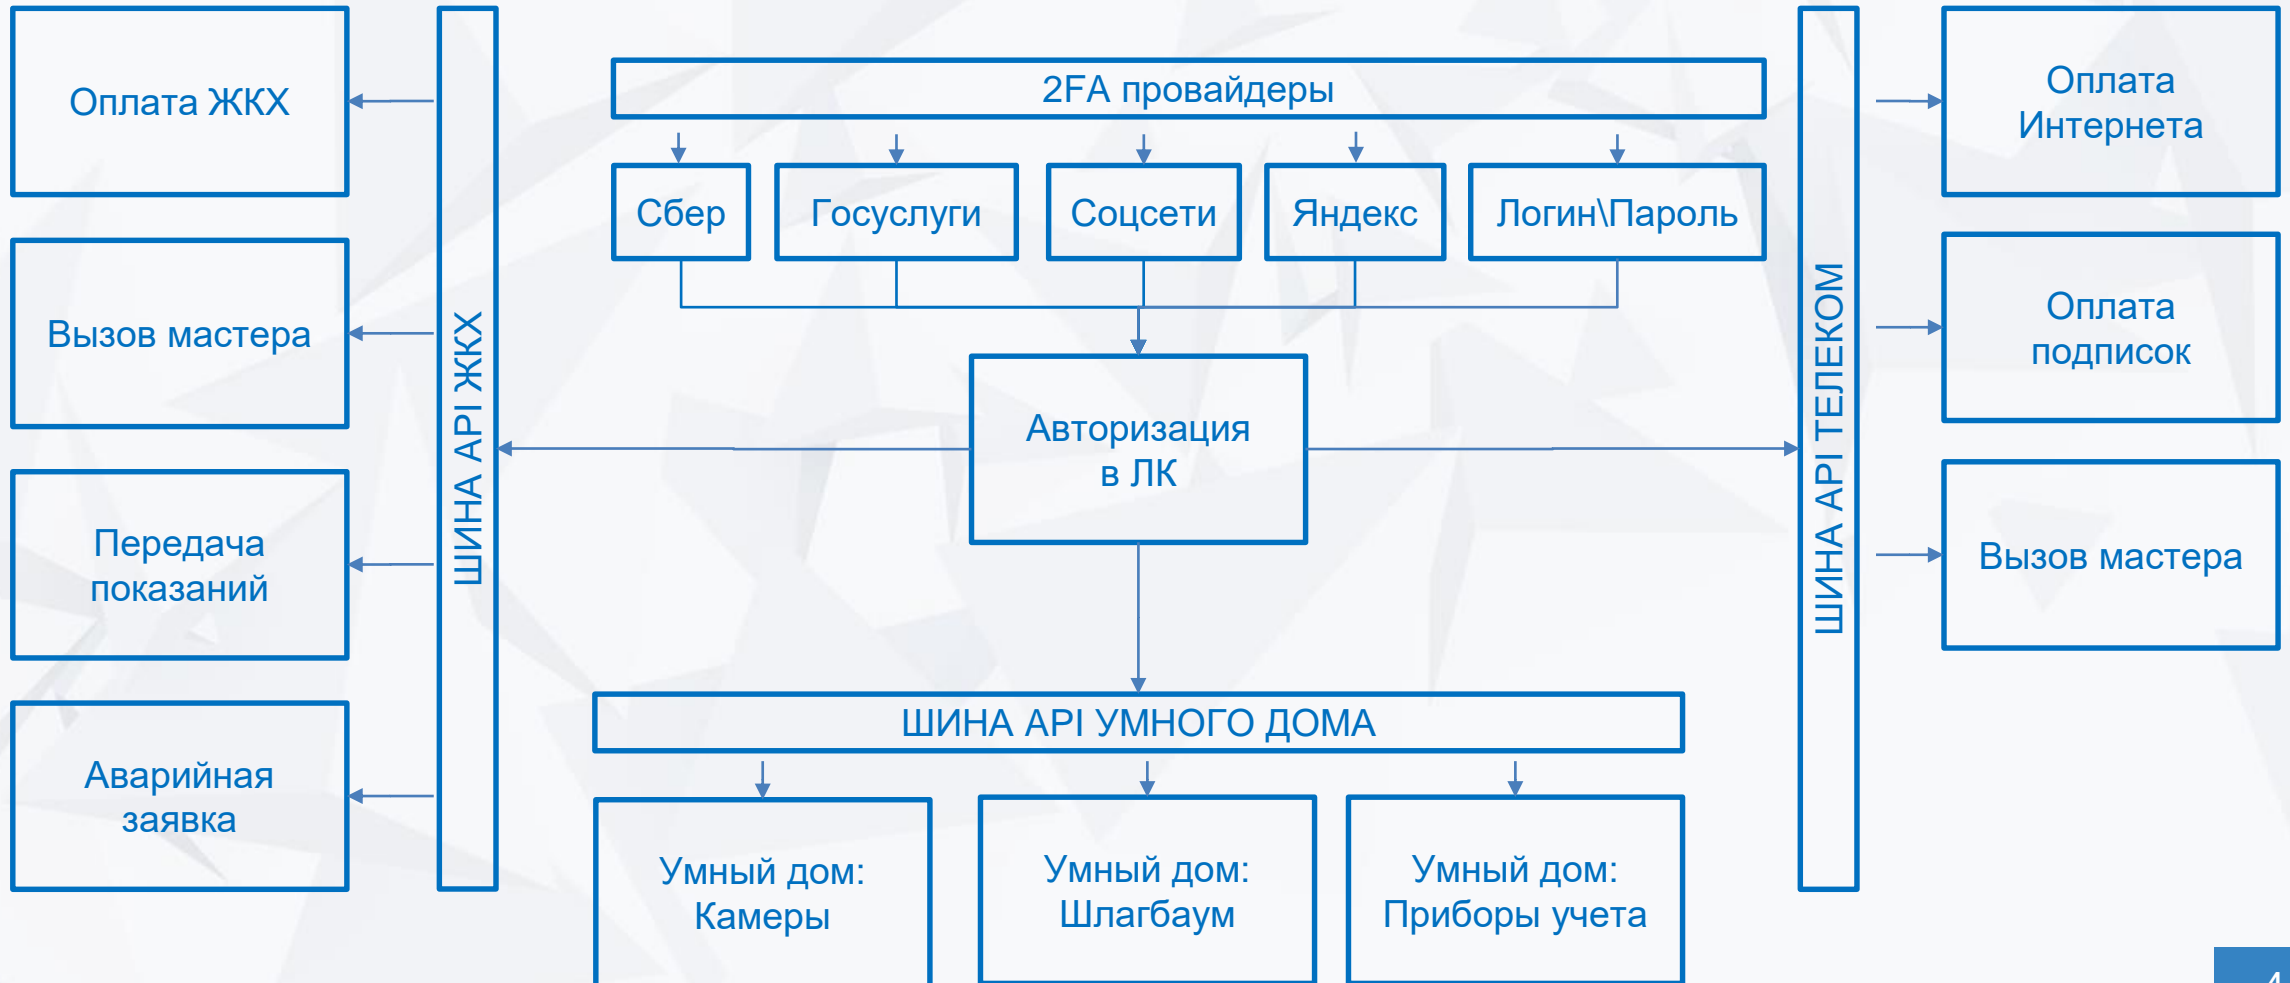 Оплата ЖКХ
Вызов мастера
Передача
показаний
Аварийная
заявка
ШИНА API ЖКХ
2FA провайдеры
Сбер
Госуслуги
Соцсети
Яндекс
Логин\Пароль
Авторизация
в ЛК
ШИНА API УМНОГО ДОМА
Умный дом:
Камеры
Умный дом:
Шлагбаум
Умный дом:
Приборы учета
ШИНА API ТЕЛЕКОМ
Оплата
Интернета
Оплата
подписок
Вызов мастера
4